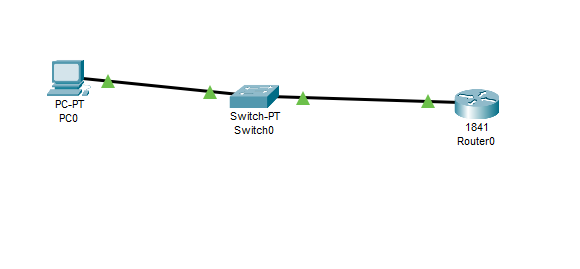 PC-PT
PC0
Switch-PT
Switch0
1841
Router0